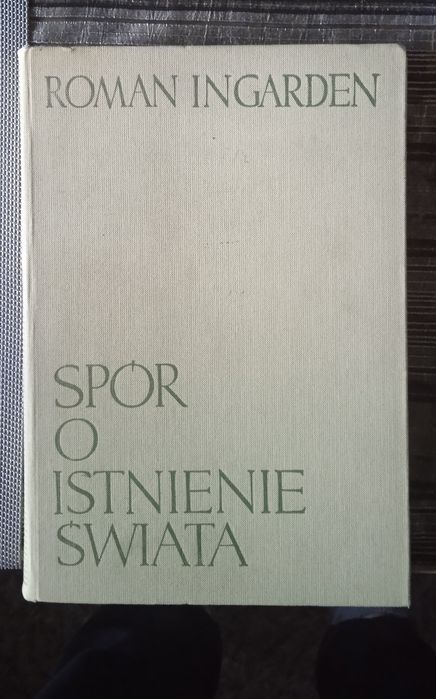 ROMAN INGARDEN
SPÓR
O
ISTNIENIE
ŚWIATA